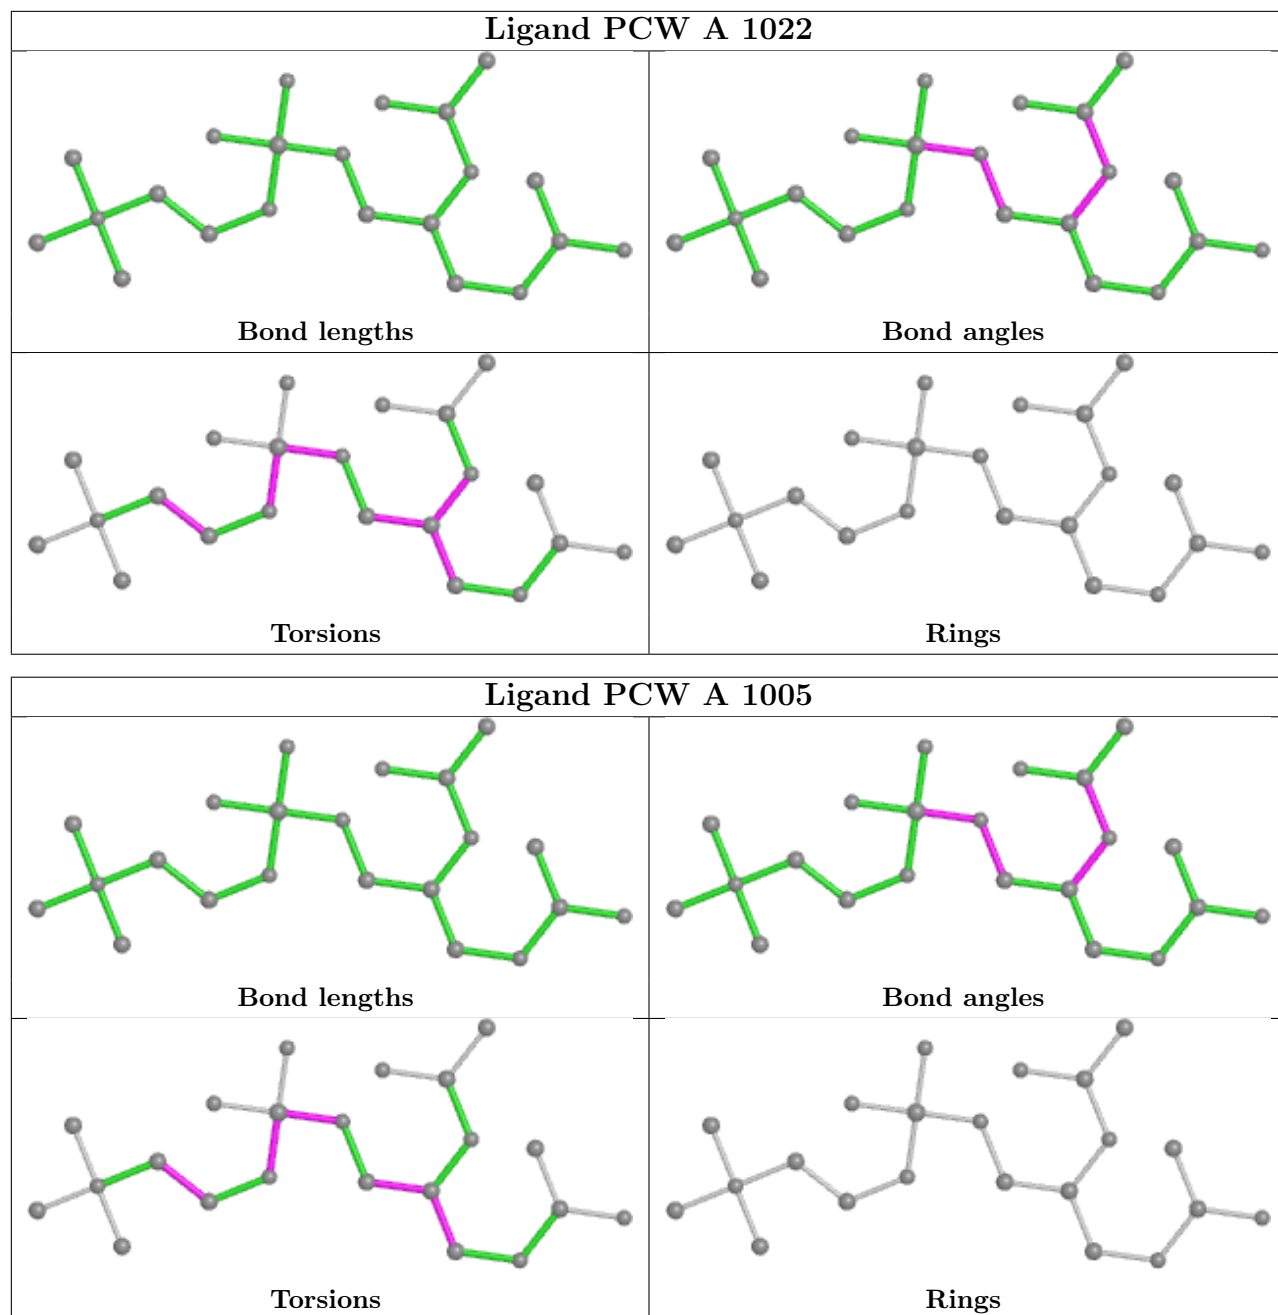 Ligand PCW A 1022
Bond lengths
Bond angles
Torsions
Rings
Ligand PCW A 1005
Bond lengths
Bond angles
Torsions
Rings